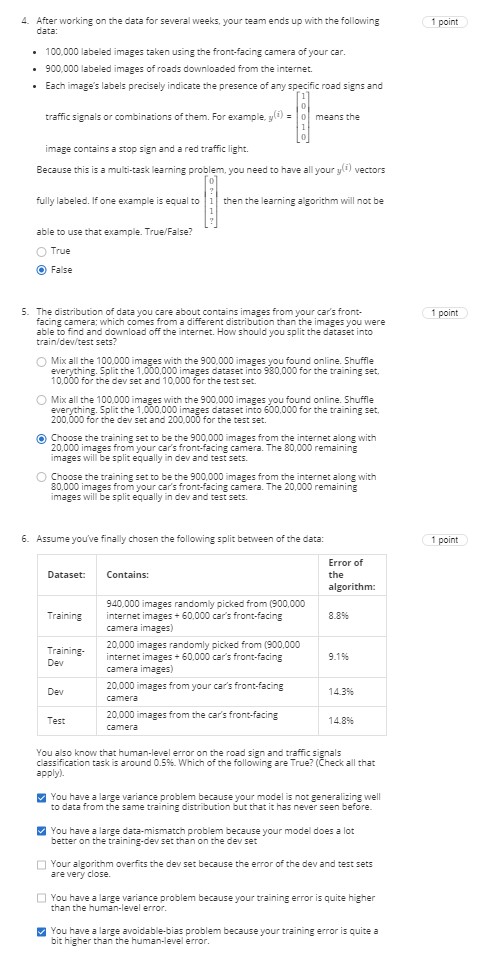 4. After working on the data for several weeks, your team ends up with the following
1 point
data:
• 100,000 labeled images taken using the front-facing camera of your car.
• 900,000 labeled images of roads downloaded from the internet.
• Each image's labels precisely indicate the presence of any specific road signs and
traffic signals or combinations of them. For example, y(i) = [1 0 0 1 0] means the
image contains a stop sign and a red traffic light.
Because this is a multi-task learning problem, you need to have all your y(i) vectors
fully labeled. If one example is equal to [0 ? 1 1 ?] then the learning algorithm will not be
able to use that example. True/False?
True
False
5. The distribution of data you care about contains images from your car's front-
1 point
facing camera; which comes from a different distribution than the images you were
able to find and download off the internet. How should you split the dataset into
train/dev/test sets?
Mix all the 100,000 images with the 900,000 images you found online. Shuffle
everything. Split the 1,000,000 images dataset into 980,000 for the training set,
10,000 for the dev set and 10,000 for the test set.
Mix all the 100,000 images with the 900,000 images you found online. Shuffle
everything. Split the 1,000,000 images dataset into 600,000 for the training set,
200,000 for the dev set and 200,000 for the test set.
Choose the training set to be the 900,000 images from the internet along with
20,000 images from your car's front-facing camera. The 80,000 remaining
images will be split equally in dev and test sets.
Choose the training set to be the 900,000 images from the internet along with
80,000 images from your car's front-facing camera. The 20,000 remaining
images will be split equally in dev and test sets.
6. Assume you've finally chosen the following split between of the data:
1 point
Dataset: Contains: Error of the algorithm:
Training 940,000 images randomly picked from (900,000
internet images + 60,000 car's front-facing
camera images) 8.8%
Training-Dev 20,000 images randomly picked from (900,000
internet images + 60,000 car's front-facing
camera images) 9.1%
Dev 20,000 images from your car's front-facing
camera 14.3%
Test 20,000 images from the car's front-facing
camera 14.8%
You also know that human-level error on the road sign and traffic signals
classification task is around 0.5%. Which of the following are True? (Check all that
apply).
You have a large variance problem because your model is not generalizing well
to data from the same training distribution but that it has never seen before.
You have a large data-mismatch problem because your model does a lot
better on the training-dev set than on the dev set
Your algorithm overfits the dev set because the error of the dev and test sets
are very close.
You have a large variance problem because your training error is quite higher
than the human-level error.
You have a large avoidable-bias problem because your training error is quite a
bit higher than the human-level error.